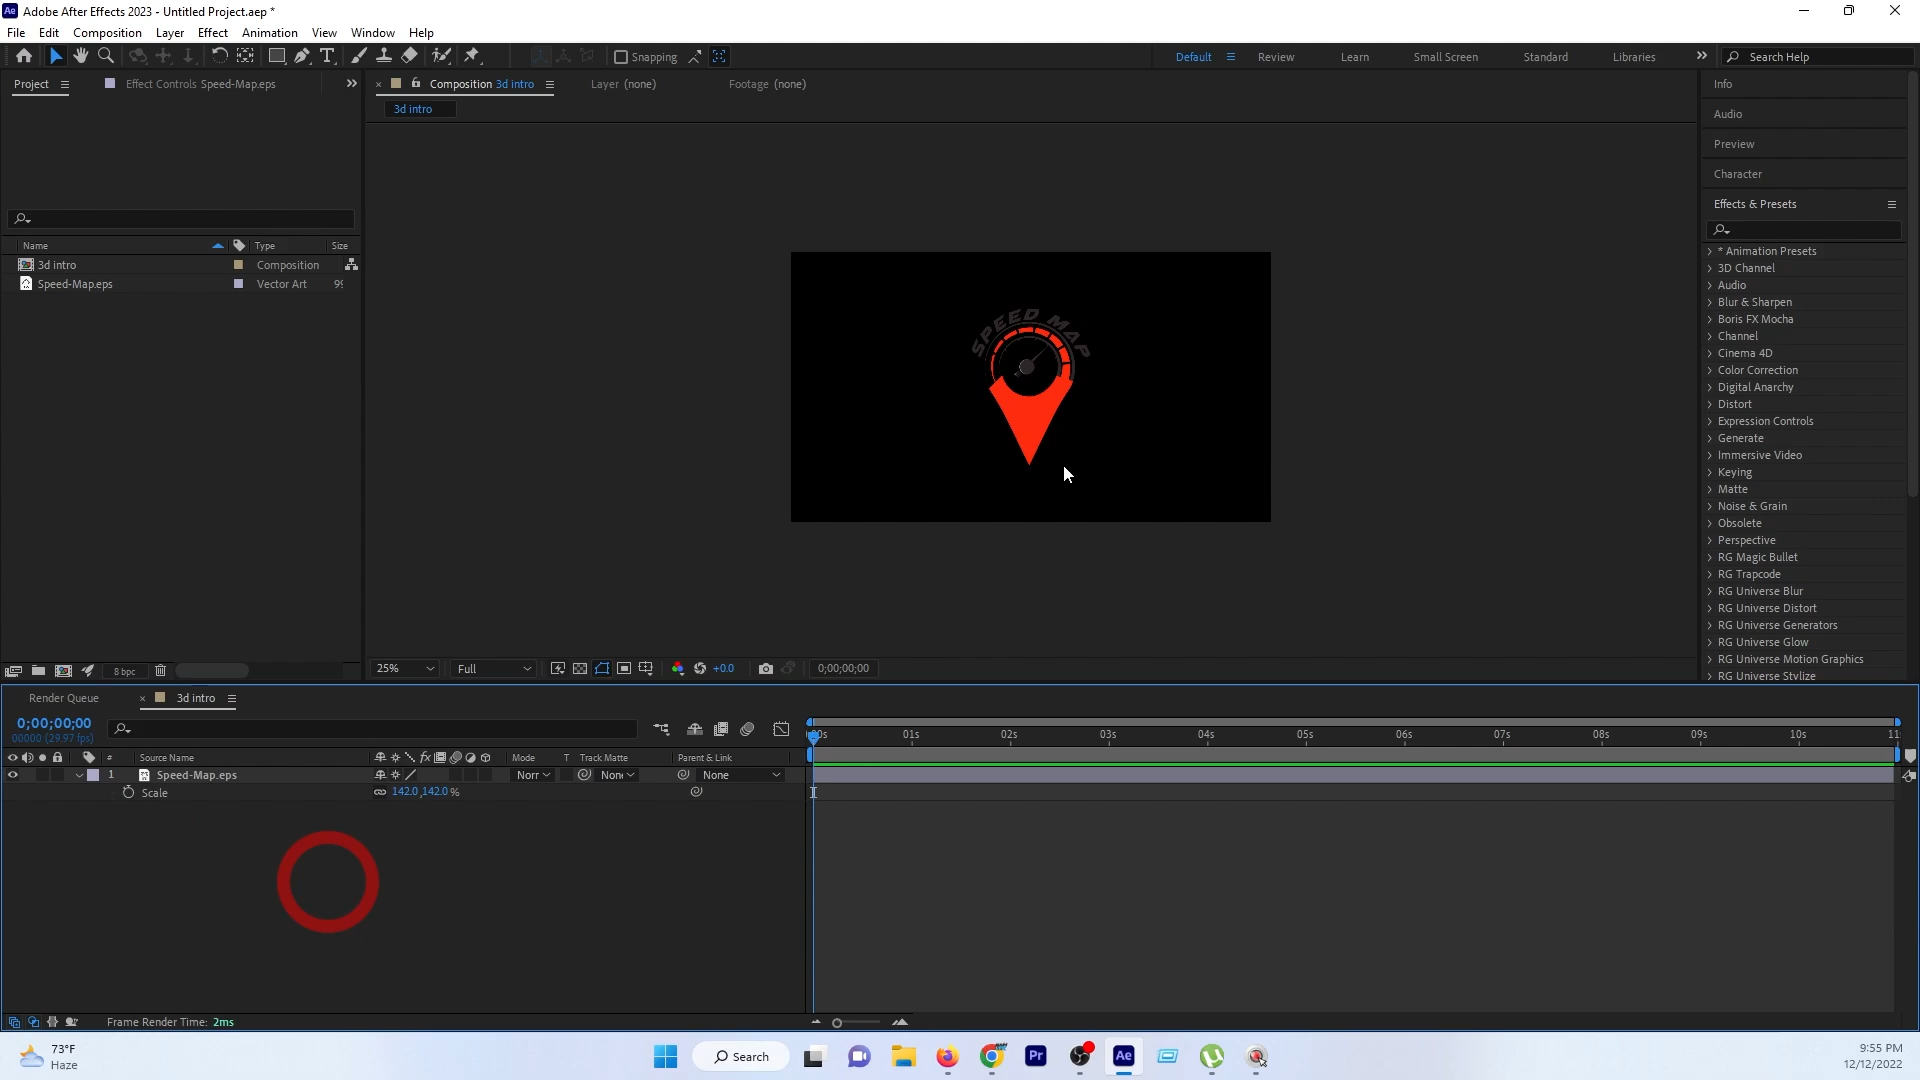 Adobe After Effects 2023 - Untitled Project.aep *
File Edit Composition Layer Effect Animation View Window Help
Snapping
Default Review Learn Small Screen Standard Libraries Search Help
Project Effect Controls Speed-Map.eps
Composition 3d intro Layer (none) Footage (none)
3d intro
Name Type Size
3d intro Composition
Speed-Map.eps Vector Art
SPEED MAP
8 bpc
25% Full +0.0 0;00;00;00
Info
Audio
Preview
Character
Effects & Presets
* Animation Presets
3D Channel
Audio
Blur & Sharpen
Boris FX Mocha
Channel
Cinema 4D
Color Correction
Digital Anarchy
Distort
Expression Controls
Generate
Immersive Video
Keying
Matte
Noise & Grain
Obsolete
Perspective
RG Magic Bullet
RG Trapcode
RG Universe Blur
RG Universe Distort
RG Universe Generators
RG Universe Glow
RG Universe Motion Graphics
RG Universe Stylize
Render Queue 3d intro
0;00;00;00
00000 (29.97 fps)
01s 02s 03s 04s 05s 06s 07s 08s 09s 10s
# Source Name fx Mode T Track Matte Parent & Link
1 Speed-Map.eps None
Scale 142.0,142.0 %
Frame Render Time: 2ms
73°F
Haze
Search
Pr
Ae
9:55 PM
12/12/2022